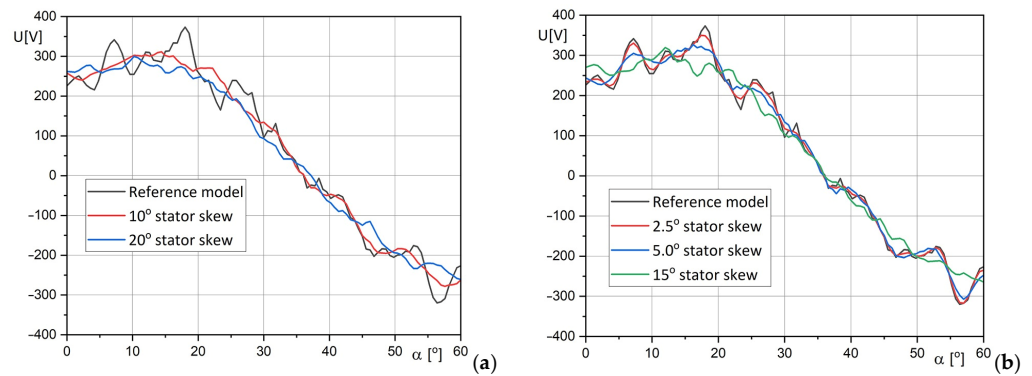 U[V]
400
300
200
100
0
−100
−200
−300
−400
Reference model
10° stator skew
20° stator skew
0 10 20 30 40 50 60
α [°]
(a)
U[V]
400
300
200
100
0
−100
−200
−300
−400
Reference model
2.5° stator skew
5.0° stator skew
15° stator skew
0 10 20 30 40 50 60
α [°]
(b)